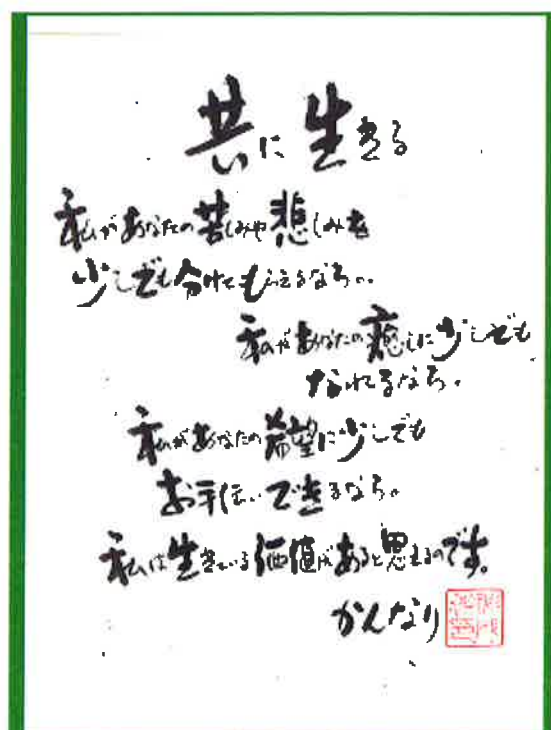 共に生きる
私があなたの苦しみや悲しみを
少しでも分けてもらえるなら。
私があなたの癒しに少しでも
なれるなら。
私があなたの希望に少しでも
お手伝いできるなら。
私は生きている価値があると思えるのです。
かんなり